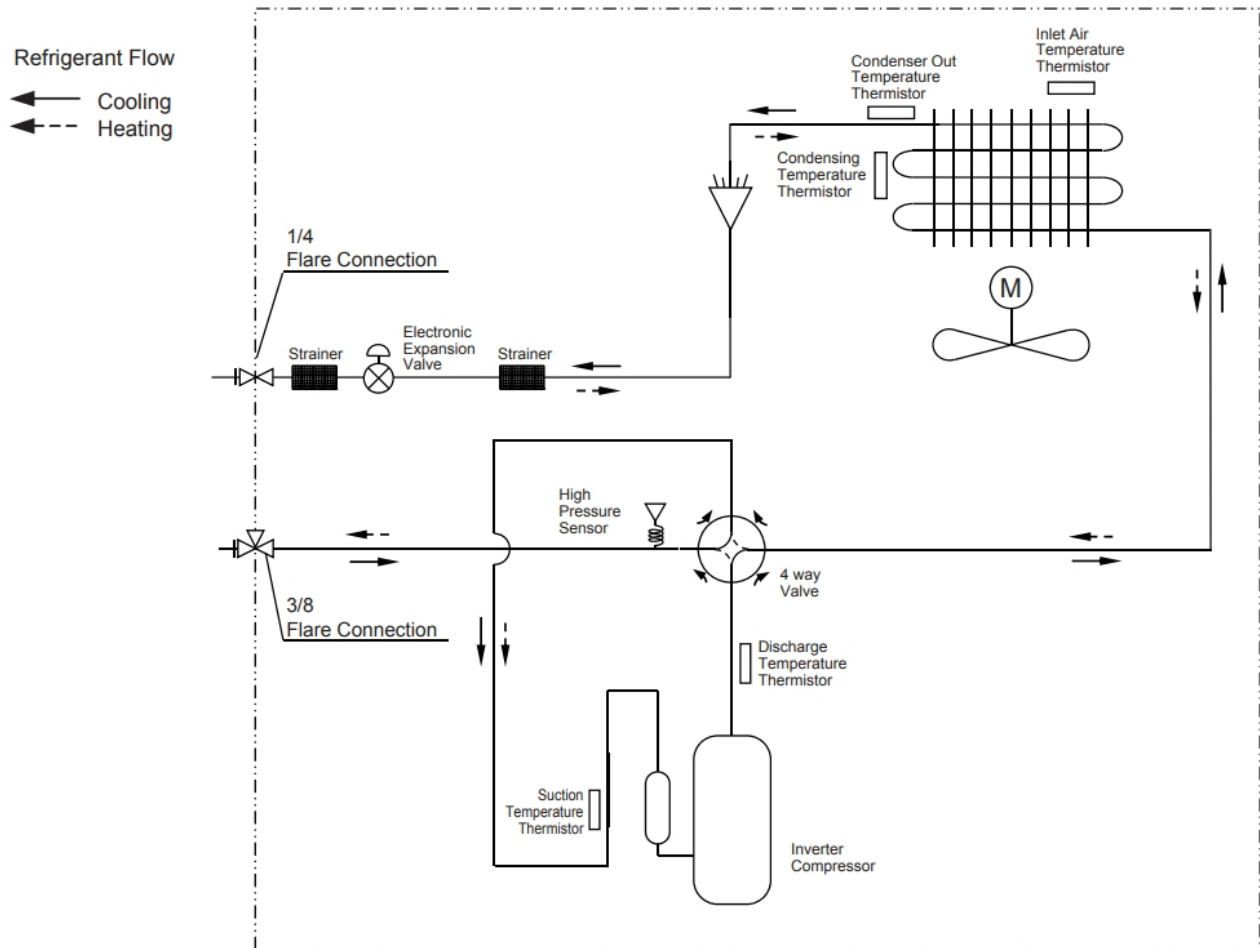 Refrigerant Flow
Cooling
Heating
Inlet Air
Temperature
Thermistor
Condenser Out
Temperature
Thermistor
Condensing
Temperature
Thermistor
1/4
Flare Connection
M
Strainer
Electronic
Expansion
Valve
Strainer
High
Pressure
Sensor
4 way
Valve
3/8
Flare Connection
Discharge
Temperature
Thermistor
Suction
Temperature
Thermistor
Inverter
Compressor